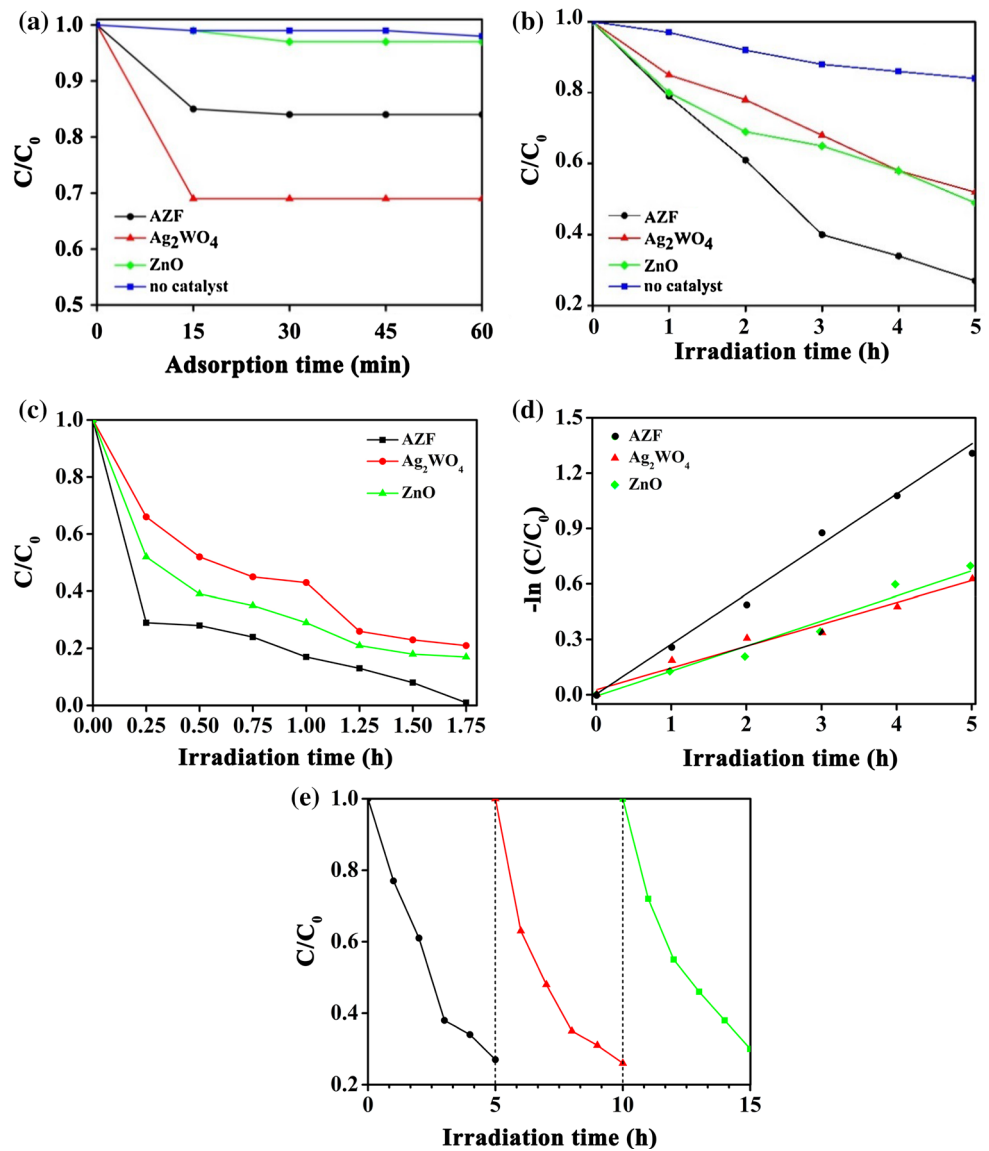 (a)
1.0
0.9
0.8
0.7
0.6
0.5
C/C₀
AZF
Ag₂WO₄
ZnO
no catalyst
0 15 30 45 60
Adsorption time (min)
(b)
1.0
0.8
0.6
0.4
0.2
C/C₀
AZF
Ag₂WO₄
ZnO
no catalyst
0 1 2 3 4 5
Irradiation time (h)
(c)
1.0
0.8
0.6
0.4
0.2
0.0
C/C₀
AZF
Ag₂WO₄
ZnO
0.00 0.25 0.50 0.75 1.00 1.25 1.50 1.75
Irradiation time (h)
(d)
1.5
1.2
0.9
0.6
0.3
0.0
-ln (C/C₀)
AZF
Ag₂WO₄
ZnO
0 1 2 3 4 5
Irradiation time (h)
(e)
1.0
0.8
0.6
0.4
0.2
C/C₀
0 5 10 15
Irradiation time (h)